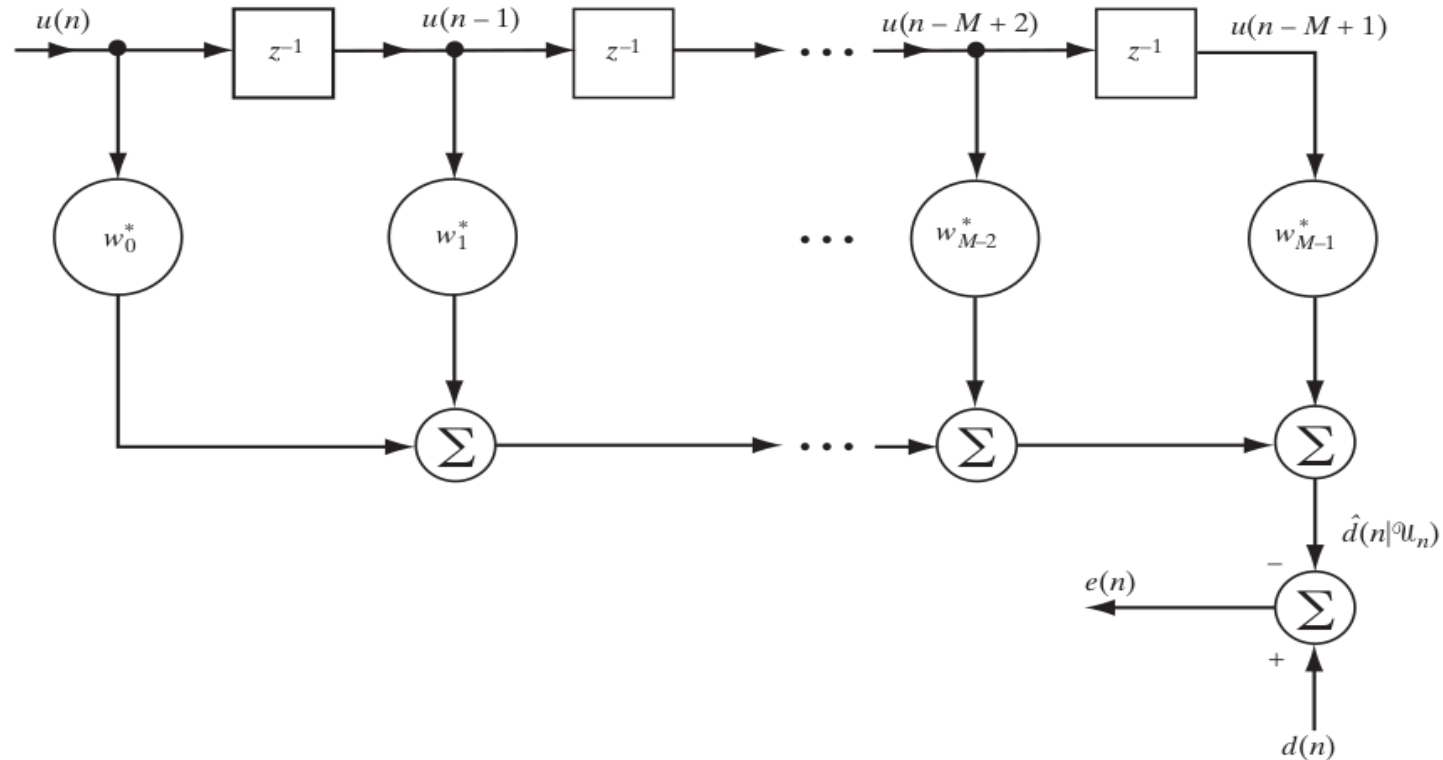 u(n) u(n – 1) u(n – M + 2) u(n – M + 1)
z⁻¹ z⁻¹ • • • z⁻¹
w₀* w₁* • • • w*_{M–2} w*_{M–1}
Σ • • • Σ Σ
d̂(n|𝒰ₙ)
–
e(n) Σ
+
d(n)